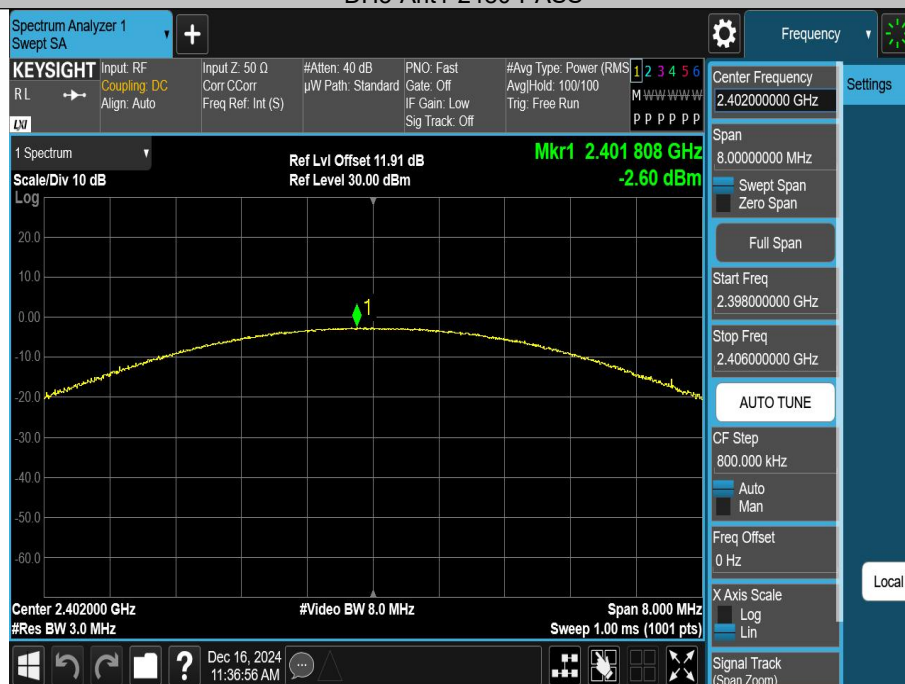 Spectrum Analyzer 1
Swept SA
Frequency
KEYSIGHT
R L
LXI
Input: RF
Coupling: DC
Align: Auto
Input Z: 50 Ω
Corr CCorr
Freq Ref: Int (S)
#Atten: 40 dB
µW Path: Standard
PNO: Fast
Gate: Off
IF Gain: Low
Sig Track: Off
#Avg Type: Power (RMS
Avg|Hold: 100/100
Trig: Free Run
1 2 3 4 5 6
M W W W W W
P P P P P P
Center Frequency
2.402000000 GHz
Settings
1 Spectrum
Scale/Div 10 dB
Log
Ref Lvl Offset 11.91 dB
Ref Level 30.00 dBm
Mkr1 2.401 808 GHz
-2.60 dBm
Span
8.00000000 MHz
Swept Span
Zero Span
Full Span
Start Freq
2.398000000 GHz
Stop Freq
2.406000000 GHz
AUTO TUNE
CF Step
800.000 kHz
Auto
Man
Freq Offset
0 Hz
X Axis Scale
Log
Lin
Signal Track
(Span Zoom)
Local
20.0
10.0
0.00
1
-10.0
-20.0
-30.0
-40.0
-50.0
-60.0
Center 2.402000 GHz
#Res BW 3.0 MHz
#Video BW 8.0 MHz
Span 8.000 MHz
Sweep 1.00 ms (1001 pts)
?
Dec 16, 2024
11:36:56 AM